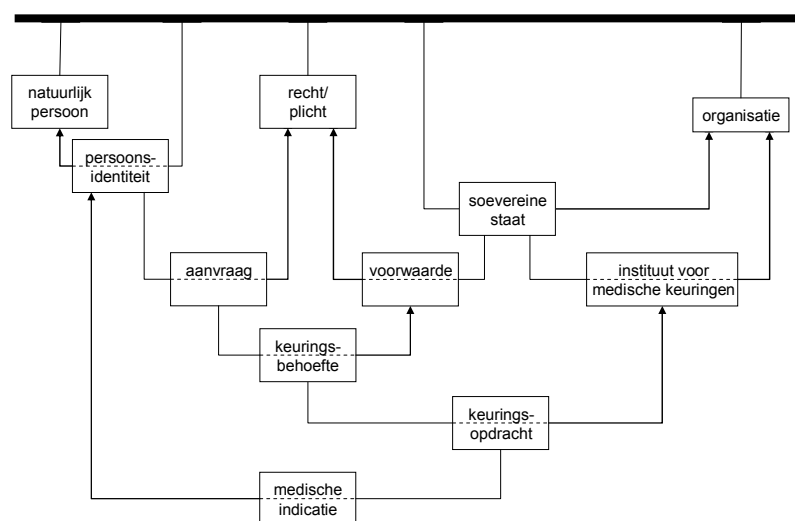 natuurlijk
persoon
recht/
plicht
organisatie
persoons-
identiteit
soevereine
staat
aanvraag
voorwaarde
instituut voor
medische keuringen
keurings-
behoefte
keurings-
opdracht
medische
indicatie